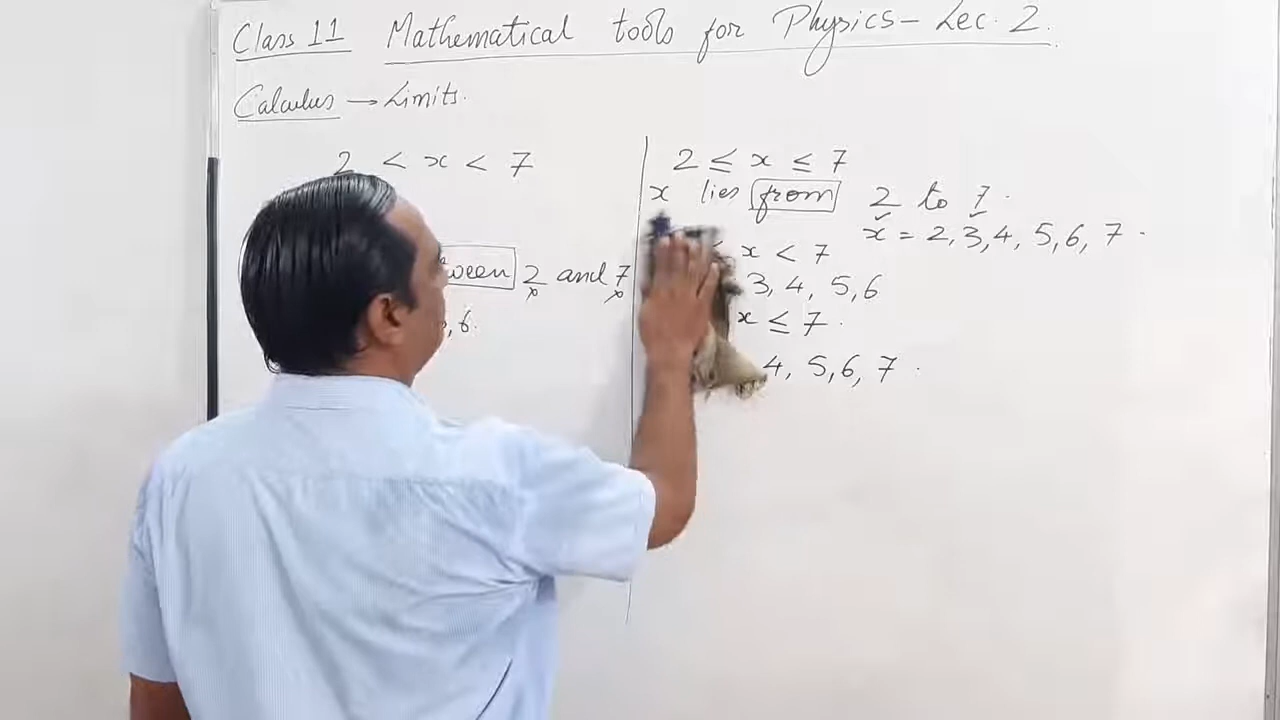 Class 11 Mathematical tools for Physics - Lec. 2.
Calculus → Limits.
2 < x < 7
2 and 7
, 6.
2 ≤ x ≤ 7
x lies from 2 to 7.
x = 2, 3, 4, 5, 6, 7.
x < 7
3, 4, 5, 6
x ≤ 7.
4, 5, 6, 7.